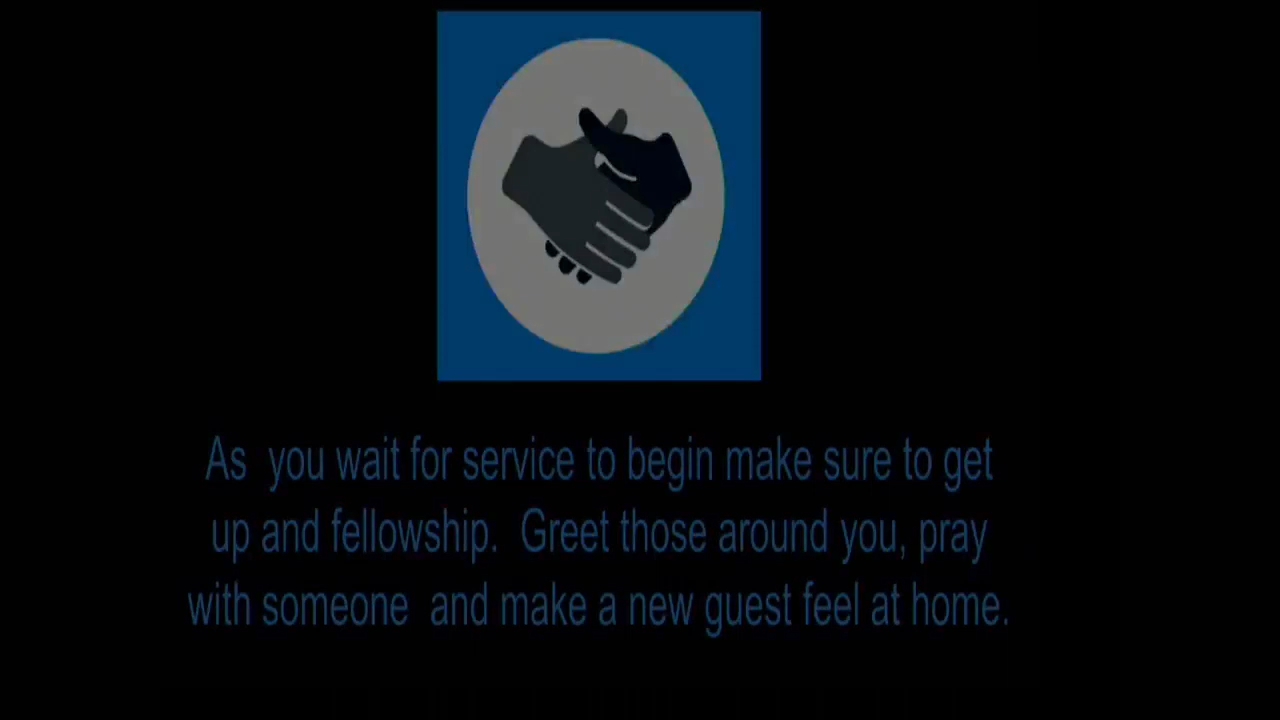 As  you wait for service to begin make sure to get
up and fellowship.  Greet those around you, pray
with someone  and make a new guest feel at home.